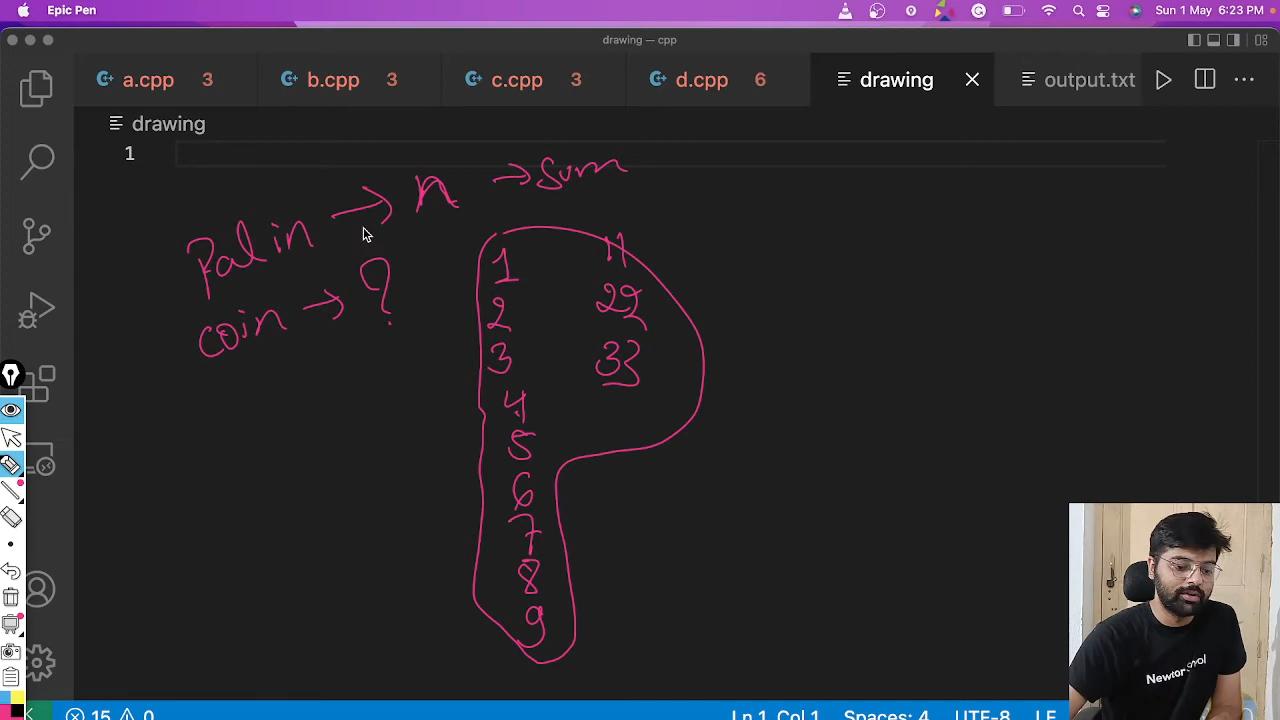 Epic Pen
Sun 1 May 6:23 PM
drawing — cpp
a.cpp 3 b.cpp 3 c.cpp 3 d.cpp 6 drawing output.txt
drawing
1
Palin → n → sum
coin → ?
1 11
2 22
3 33
4
5
6
7
8
9
Newton School
15 0 Ln 1, Col 1 Spaces: 4 UTF-8 LF